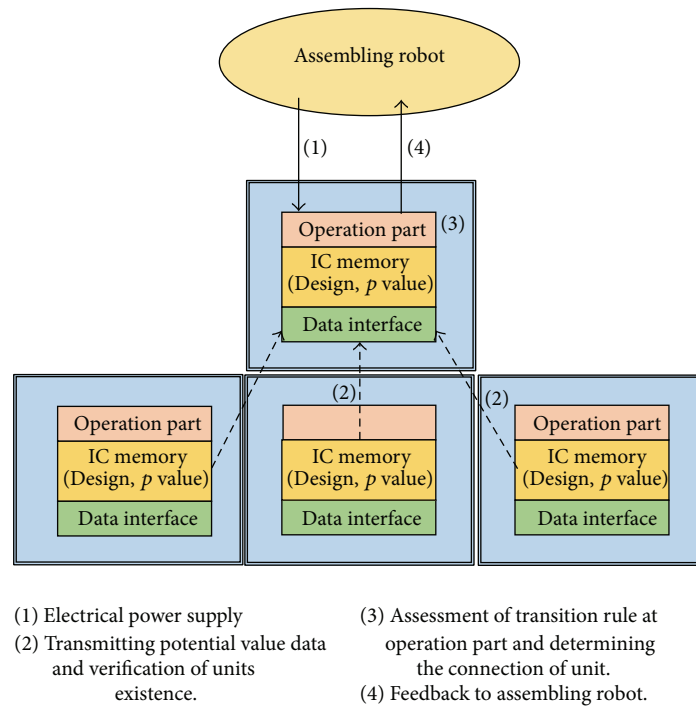 Assembling robot
(1)
(4)
Operation part
(3)
IC memory
(Design, p value)
Data interface
(2)
(2)
Operation part
IC memory
(Design, p value)
Data interface
IC memory
(Design, p value)
Data interface
Operation part
IC memory
(Design, p value)
Data interface
(1) Electrical power supply
(2) Transmitting potential value data
and verification of units
existence.
(3) Assessment of transition rule at
operation part and determining
the connection of unit.
(4) Feedback to assembling robot.